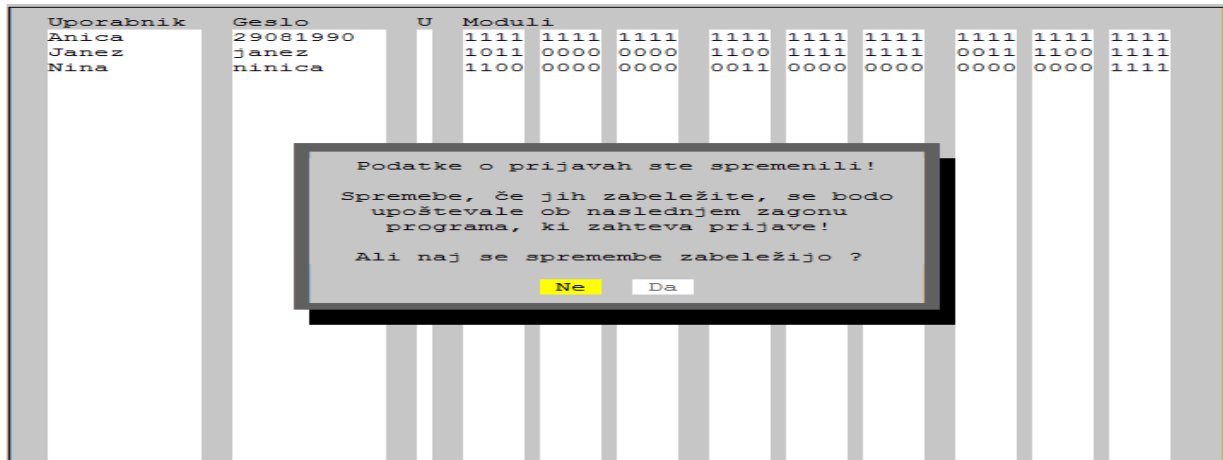 Uporabnik Geslo U Moduli
Anica 29081990 1111 1111 1111 1111 1111 1111 1111 1111 1111
Janez janez 1011 0000 0000 1100 1111 1111 0011 1100 1111
Nina ninica 1100 0000 0000 0011 0000 0000 0000 0000 1111
Podatke o prijavah ste spremenili!
Spremebe, če jih zabeležite, se bodo
upoštevale ob naslednjem zagonu
programa, ki zahteva prijave!
Ali naj se spremembe zabeležijo ?
Ne Da